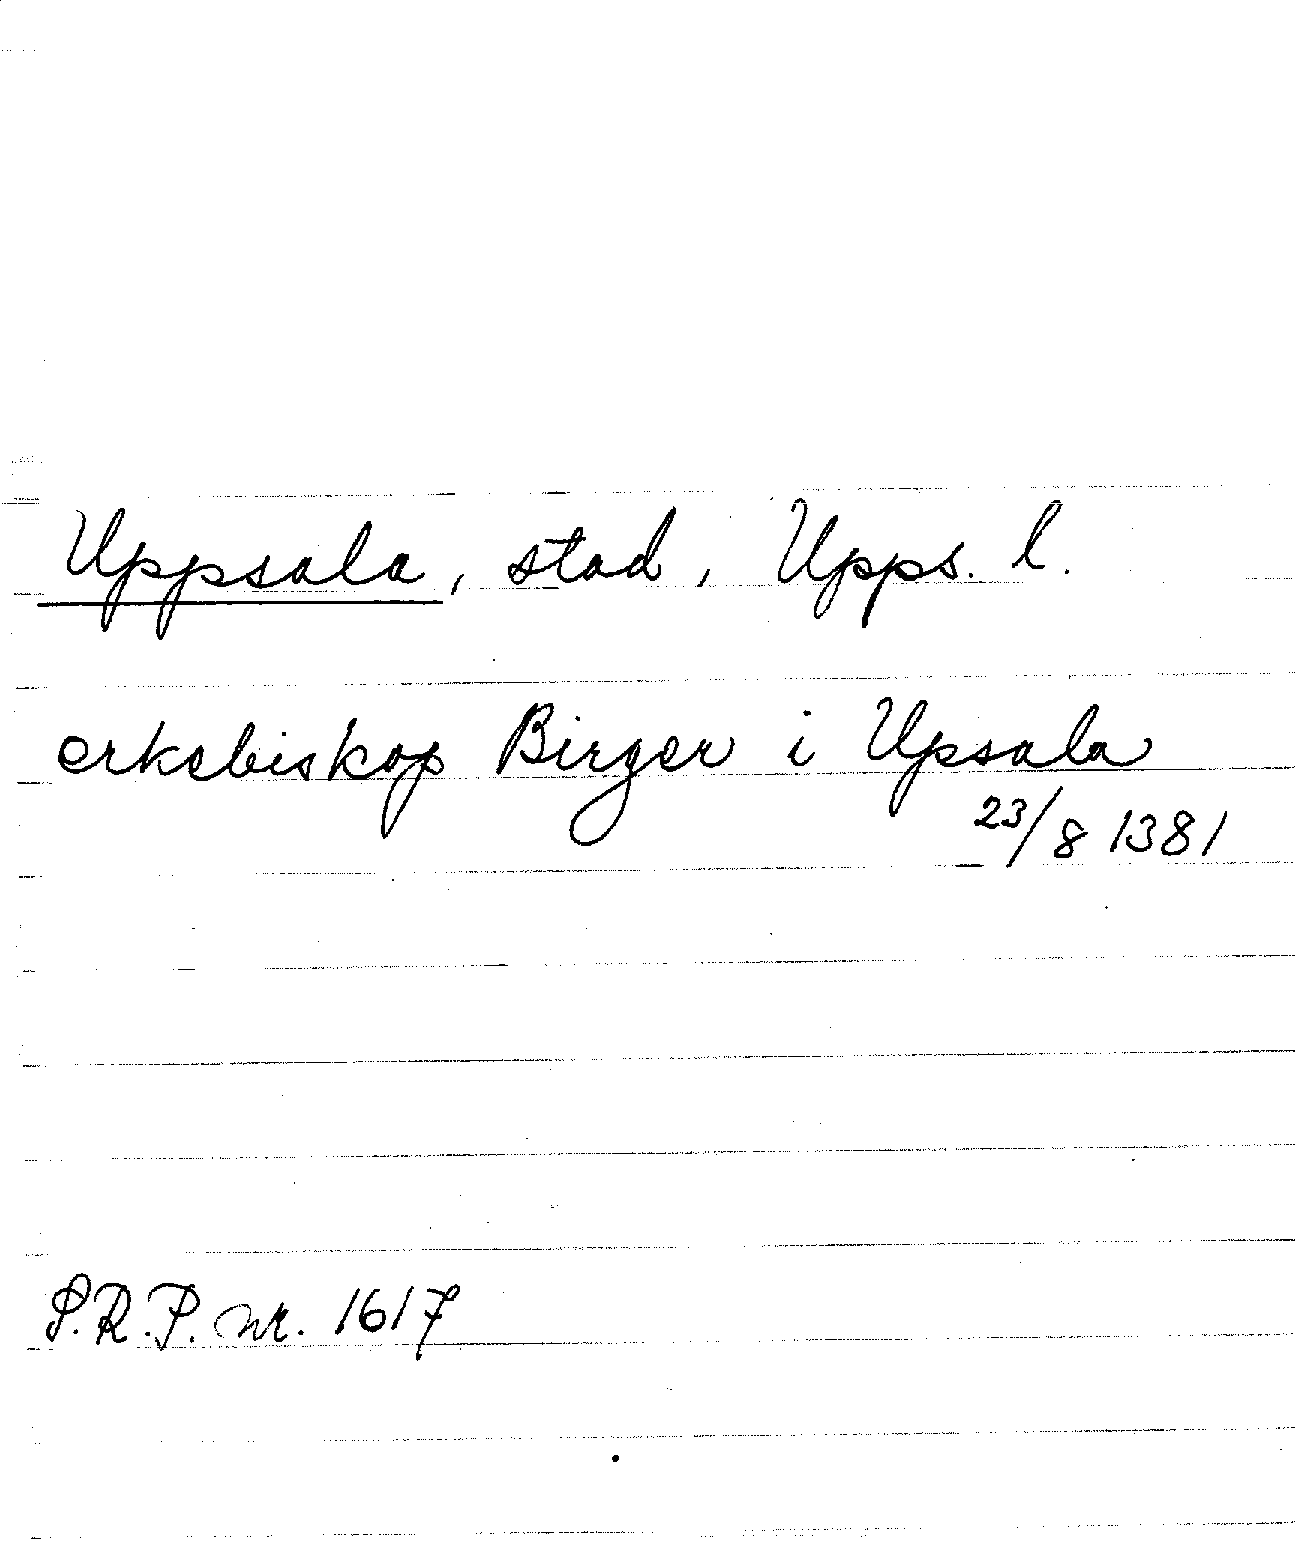 Uppsala, stad, Upps. l.
erkebiskop Birger i Upsala
23/8 1381
S.R.P. nr. 1617